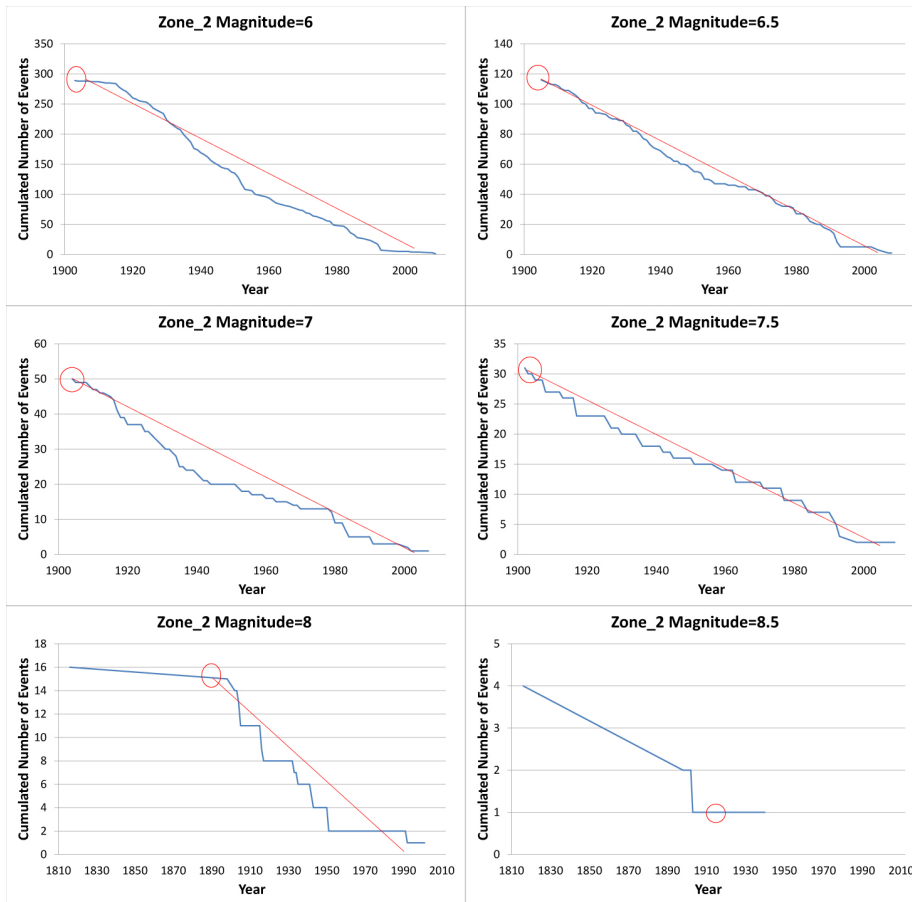 Zone_2 Magnitude=6
Cumulated Number of Events
350
300
250
200
150
100
50
0
1900 1920 1940 1960 1980 2000
Year
Zone_2 Magnitude=6.5
Cumulated Number of Events
140
120
100
80
60
40
20
0
1900 1920 1940 1960 1980 2000
Year
Zone_2 Magnitude=7
Cumulated Number of Events
60
50
40
30
20
10
0
1900 1920 1940 1960 1980 2000
Year
Zone_2 Magnitude=7.5
Cumulated Number of Events
35
30
25
20
15
10
5
0
1900 1920 1940 1960 1980 2000
Year
Zone_2 Magnitude=8
Cumulated Number of Events
18
16
14
12
10
8
6
4
2
0
1810 1830 1850 1870 1890 1910 1930 1950 1970 1990 2010
Year
Zone_2 Magnitude=8.5
Cumulated Number of Events
5
4
3
2
1
0
1810 1830 1850 1870 1890 1910 1930 1950 1970 1990 2010
Year